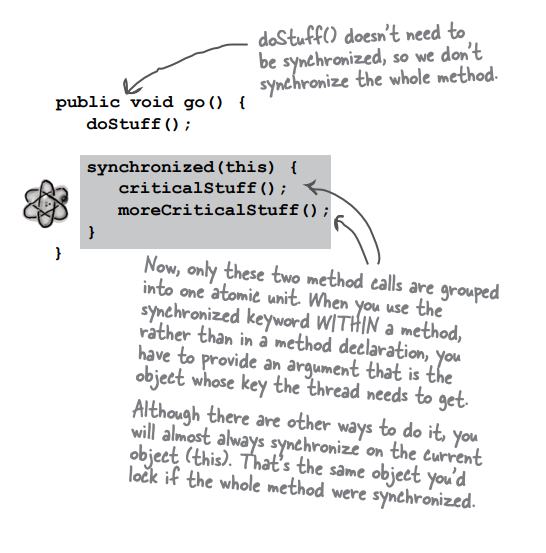 doStuff() doesn't need to
be synchronized, so we don't
synchronize the whole method.
public void go() {
doStuff();
synchronized(this) {
criticalStuff();
moreCriticalStuff();
}
}
Now, only these two method calls are grouped
into one atomic unit. When you use the
synchronized keyword WITHIN a method,
rather than in a method declaration, you
have to provide an argument that is the
object whose key the thread needs to get.
Although there are other ways to do it, you
will almost always synchronize on the current
object (this). That's the same object you'd
lock if the whole method were synchronized.